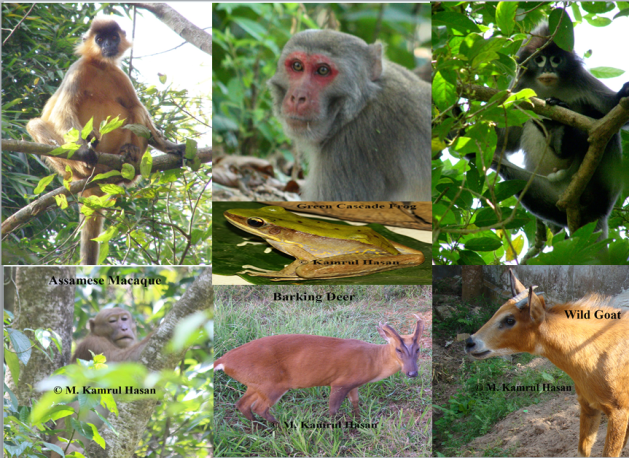 Green Cascade Frog
Kamrul Hasan
Assamese Macaque
© M. Kamrul Hasan
Barking Deer
© M. Kamrul Hasan
Wild Goat
© M. Kamrul Hasan